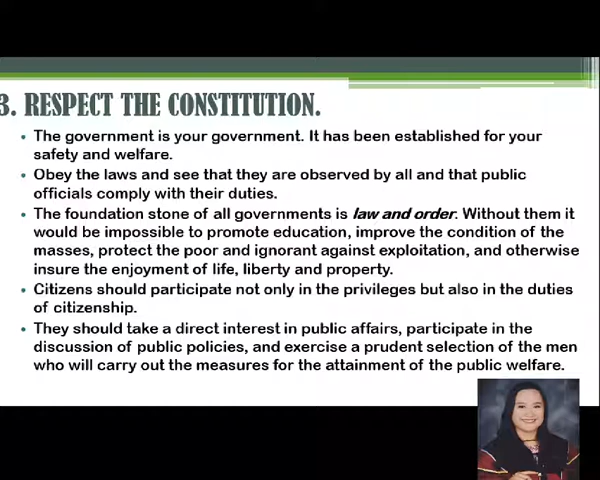 3. RESPECT THE CONSTITUTION.
• The government is your government. It has been established for your
safety and welfare.
• Obey the laws and see that they are observed by all and that public
officials comply with their duties.
• The foundation stone of all governments is law and order. Without them it
would be impossible to promote education, improve the condition of the
masses, protect the poor and ignorant against exploitation, and otherwise
insure the enjoyment of life, liberty and property.
• Citizens should participate not only in the privileges but also in the duties
of citizenship.
• They should take a direct interest in public affairs, participate in the
discussion of public policies, and exercise a prudent selection of the men
who will carry out the measures for the attainment of the public welfare.